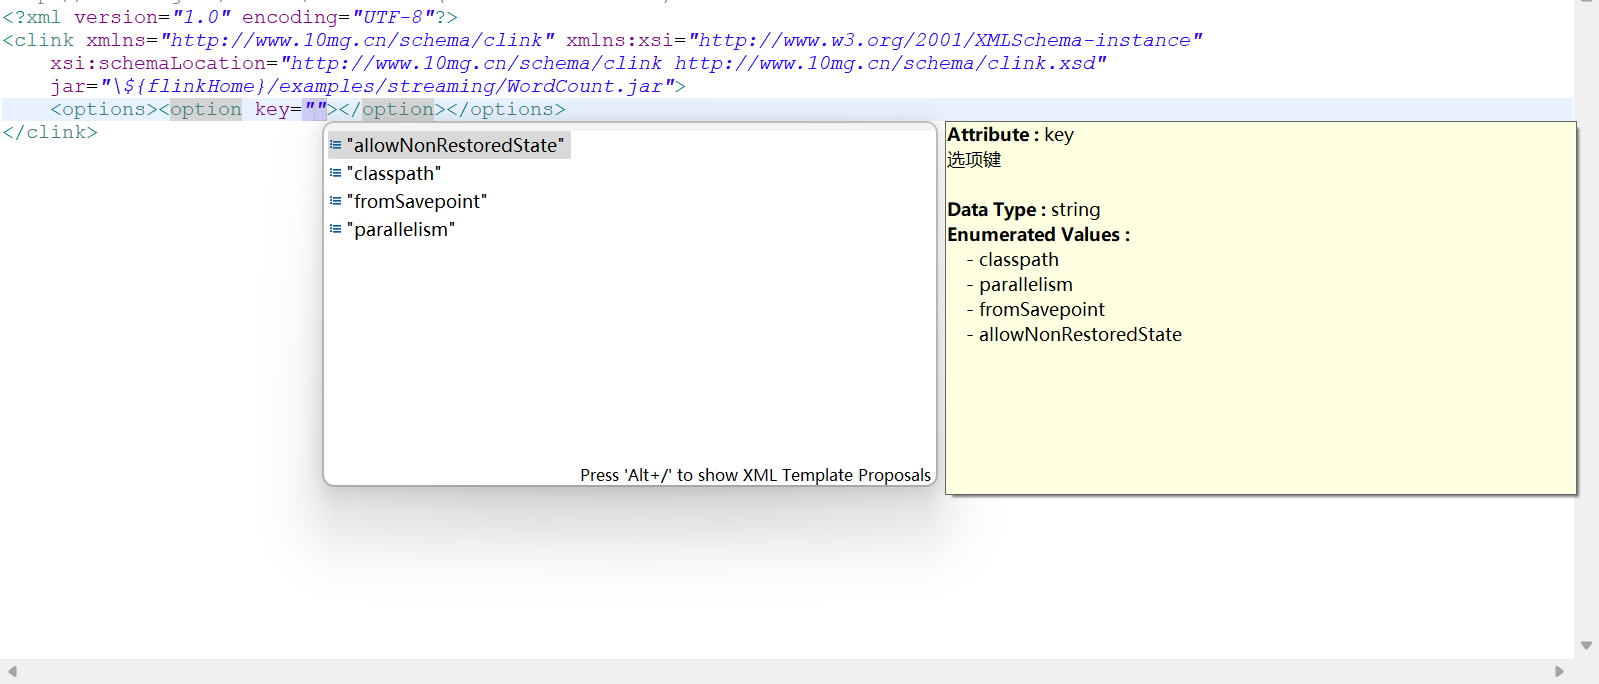 <?xml version="1.0" encoding="UTF-8"?>
<clink xmlns="http://www.10mg.cn/schema/clink" xmlns:xsi="http://www.w3.org/2001/XMLSchema-instance"
xsi:schemaLocation="http://www.10mg.cn/schema/clink http://www.10mg.cn/schema/clink.xsd"
jar="\${flinkHome}/examples/streaming/WordCount.jar">
<options><option key=""></option></options>
</clink>
"allowNonRestoredState"
"classpath"
"fromSavepoint"
"parallelism"
Press 'Alt+/' to show XML Template Proposals
Attribute : key
选项键
Data Type : string
Enumerated Values :
- classpath
- parallelism
- fromSavepoint
- allowNonRestoredState